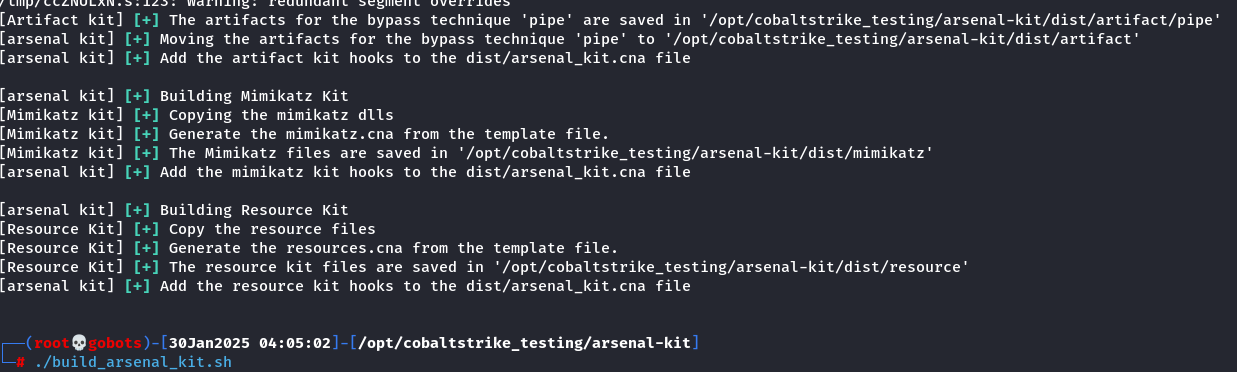 /tmp/ccZNULxN.s:123: Warning: redundant segment overrides
[Artifact kit] [+] The artifacts for the bypass technique 'pipe' are saved in '/opt/cobaltstrike_testing/arsenal-kit/dist/artifact/pipe'
[arsenal kit] [+] Moving the artifacts for the bypass technique 'pipe' to '/opt/cobaltstrike_testing/arsenal-kit/dist/artifact'
[arsenal kit] [+] Add the artifact kit hooks to the dist/arsenal_kit.cna file
[arsenal kit] [+] Building Mimikatz Kit
[Mimikatz kit] [+] Copying the mimikatz dlls
[Mimikatz kit] [+] Generate the mimikatz.cna from the template file.
[Mimikatz kit] [+] The Mimikatz files are saved in '/opt/cobaltstrike_testing/arsenal-kit/dist/mimikatz'
[arsenal kit] [+] Add the mimikatz kit hooks to the dist/arsenal_kit.cna file
[arsenal kit] [+] Building Resource Kit
[Resource Kit] [+] Copy the resource files
[Resource Kit] [+] Generate the resources.cna from the template file.
[Resource Kit] [+] The resource kit files are saved in '/opt/cobaltstrike_testing/arsenal-kit/dist/resource'
[arsenal kit] [+] Add the resource kit hooks to the dist/arsenal_kit.cna file
┌──(root💀gobots)-[30Jan2025 04:05:02]-[/opt/cobaltstrike_testing/arsenal-kit]
└─# ./build_arsenal_kit.sh